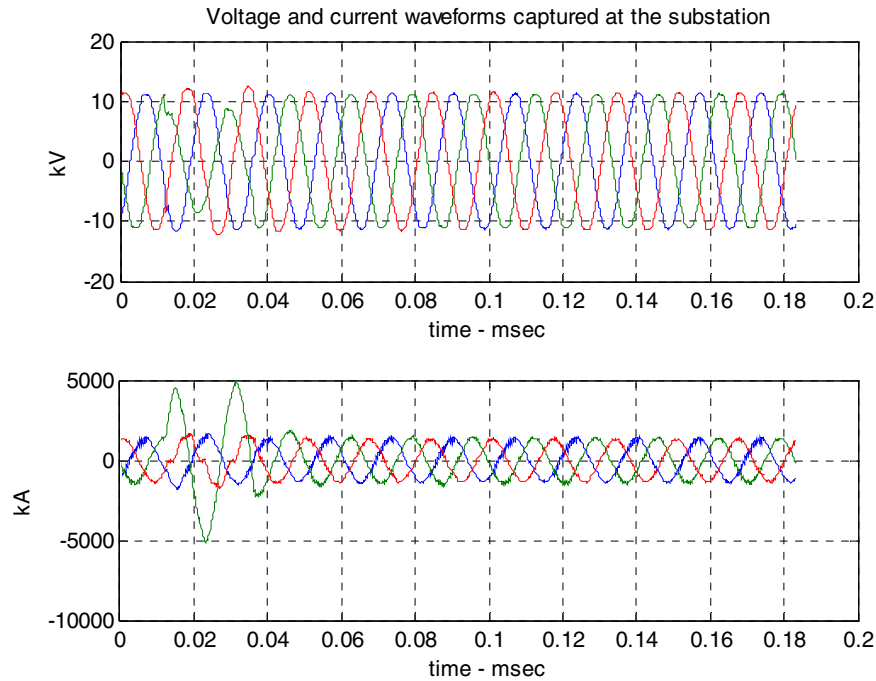 Voltage and current waveforms captured at the substation
20
10
0
-10
-20
kV
0 0.02 0.04 0.06 0.08 0.1 0.12 0.14 0.16 0.18 0.2
time - msec
5000
0
-5000
-10000
kA
0 0.02 0.04 0.06 0.08 0.1 0.12 0.14 0.16 0.18 0.2
time - msec